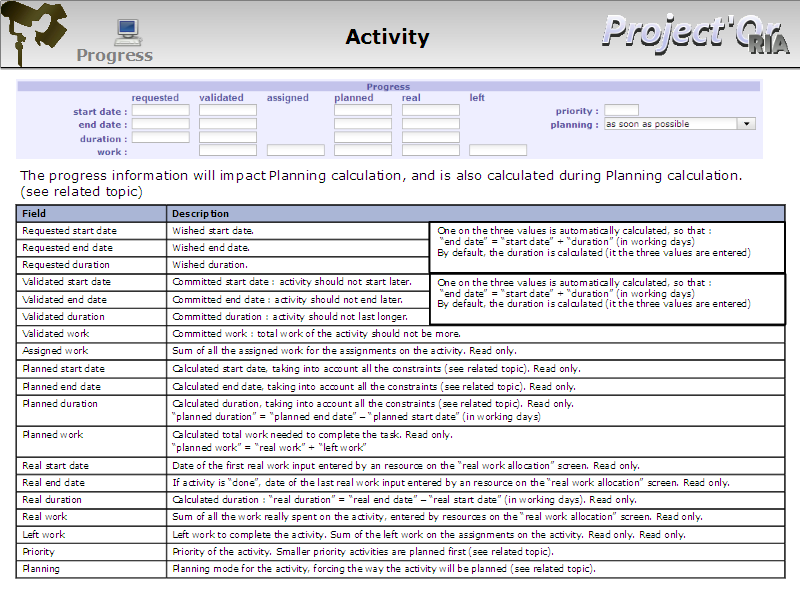 Progress
Activity
Project'Or
RIA
Progress
requested validated assigned planned real left
start date :
priority :
end date :
planning : as soon as possible
duration :
work :
The progress information will impact Planning calculation, and is also calculated during Planning calculation.
(see related topic)
Field Description
Requested start date Wished start date.
Requested end date Wished end date.
Requested duration Wished duration.
One on the three values is automatically calculated, so that :
“end date” = “start date” + “duration” (in working days)
By default, the duration is calculated (it the three values are entered)
Validated start date Committed start date : activity should not start later.
Validated end date Committed end date : activity should not end later.
Validated duration Committed duration : activity should not last longer.
One on the three values is automatically calculated, so that :
“end date” = “start date” + “duration” (in working days)
By default, the duration is calculated (it the three values are entered)
Validated work Committed work : total work of the activity should not be more.
Assigned work Sum of all the assigned work for the assignments on the activity. Read only.
Planned start date Calculated start date, taking into account all the constraints (see related topic). Read only.
Planned end date Calculated end date, taking into account all the constraints (see related topic). Read only.
Planned duration Calculated duration, taking into account all the constraints (see related topic). Read only.
“planned duration” = “planned end date” – “planned start date” (in working days)
Planned work Calculated total work needed to complete the task. Read only.
“planned work” = “real work” + “left work”
Real start date Date of the first real work input entered by an resource on the “real work allocation” screen. Read only.
Real end date If activity is “done”, date of the last real work input entered by an resource on the “real work allocation” screen. Read only.
Real duration Calculated duration : “real duration” = “real end date” – “real start date” (in working days). Read only.
Real work Sum of all the work really spent on the activity, entered by resources on the “real work allocation” screen. Read only.
Left work Left work to complete the activity. Sum of the left work on the assignments on the activity. Read only. Read only.
Priority Priority of the activity. Smaller priority activities are planned first (see related topic).
Planning Planning mode for the activity, forcing the way the activity will be planned (see related topic).